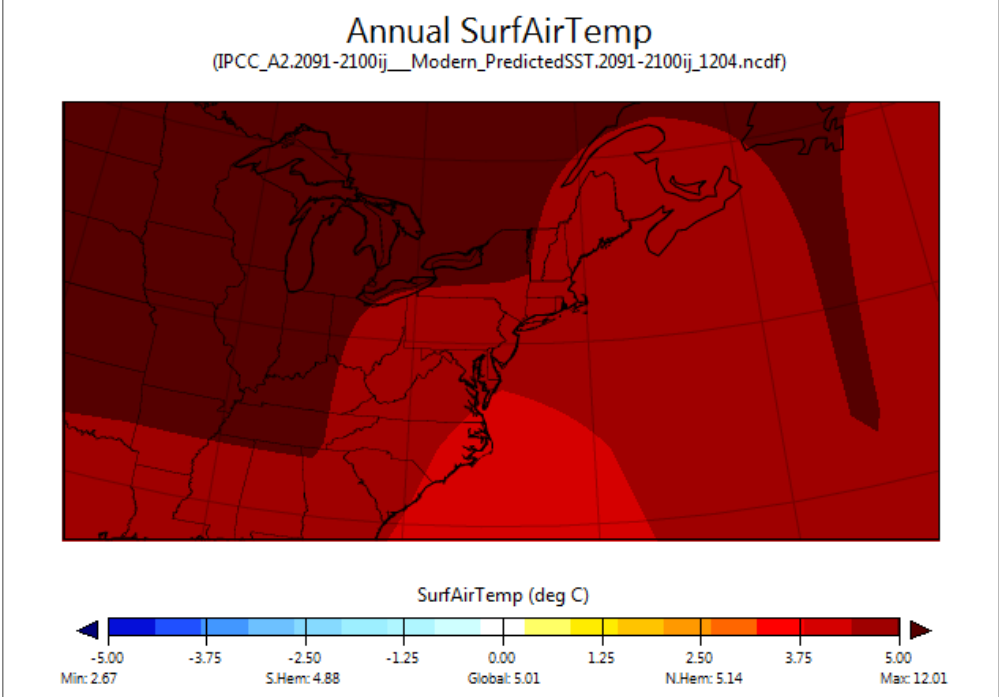 Annual SurfAirTemp
(IPCC_A2.2091-2100ij__Modern_PredictedSST.2091-2100ij_1204.ncdf)
SurfAirTemp (deg C)
-5.00 -3.75 -2.50 -1.25 0.00 1.25 2.50 3.75 5.00
Min: 2.67 S.Hem: 4.88 Global: 5.01 N.Hem: 5.14 Max: 12.01